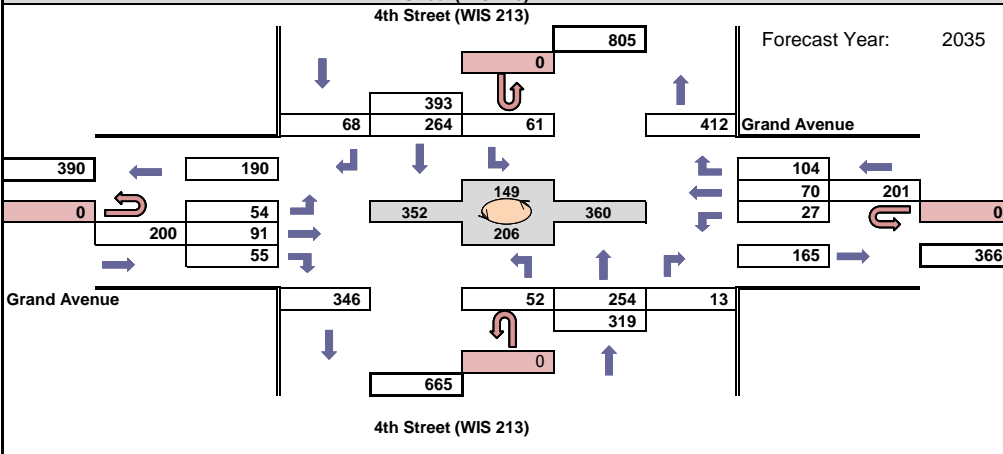 4th Street (WIS 213)
805
Forecast Year: 2035
0
393
68 264 61 412 Grand Avenue
390 190 104
149
70 201
0 54 352 360 27 0
200 91 206
55 165 366
Grand Avenue 346 52 254 13
319
0
665
4th Street (WIS 213)